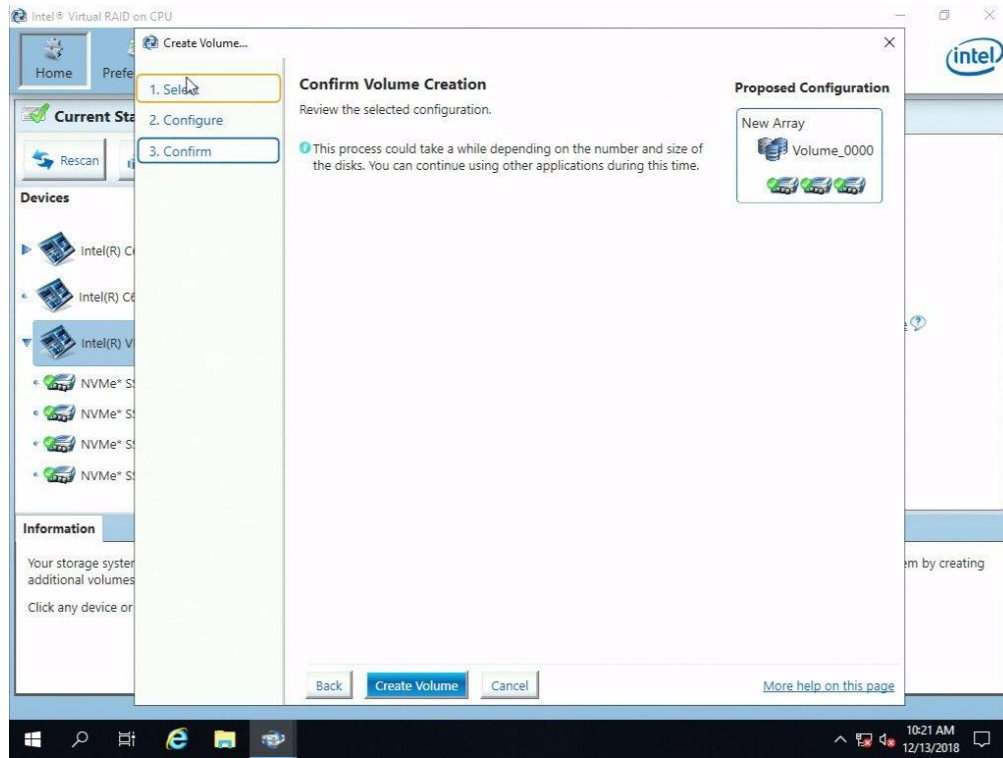 Intel® Virtual RAID on CPU
Home
Create Volume...
intel
1. Select
2. Configure
3. Confirm
Confirm Volume Creation
Review the selected configuration.
This process could take a while depending on the number and size of
the disks. You can continue using other applications during this time.
Proposed Configuration
New Array
Volume_0000
Current
Rescan
Devices
Intel(R)
Intel(R)
Intel(R)
NVMe*
NVMe*
NVMe*
NVMe*
Information
Your storage
em by creating
additional volumes
Click any device or
Back
Create Volume
Cancel
More help on this page
10:21 AM
12/13/2018